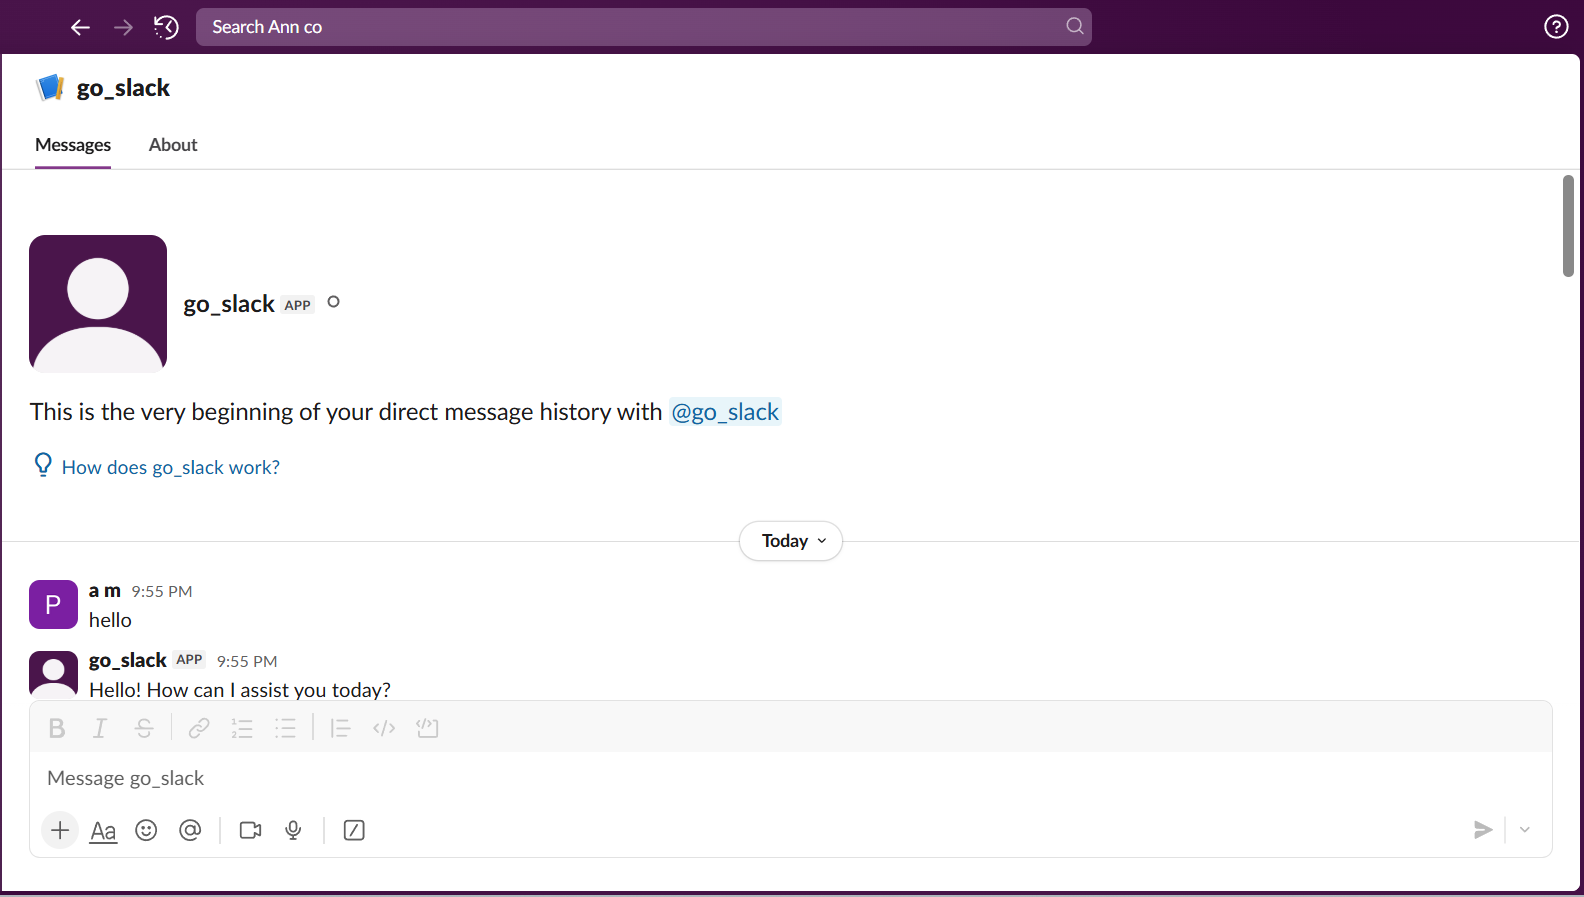 Search Ann co
go_slack
Messages About
go_slack APP
This is the very beginning of your direct message history with @go_slack
How does go_slack work?
Today
P
a m 9:55 PM
hello
go_slack APP 9:55 PM
Hello! How can I assist you today?
Message go_slack
Aa